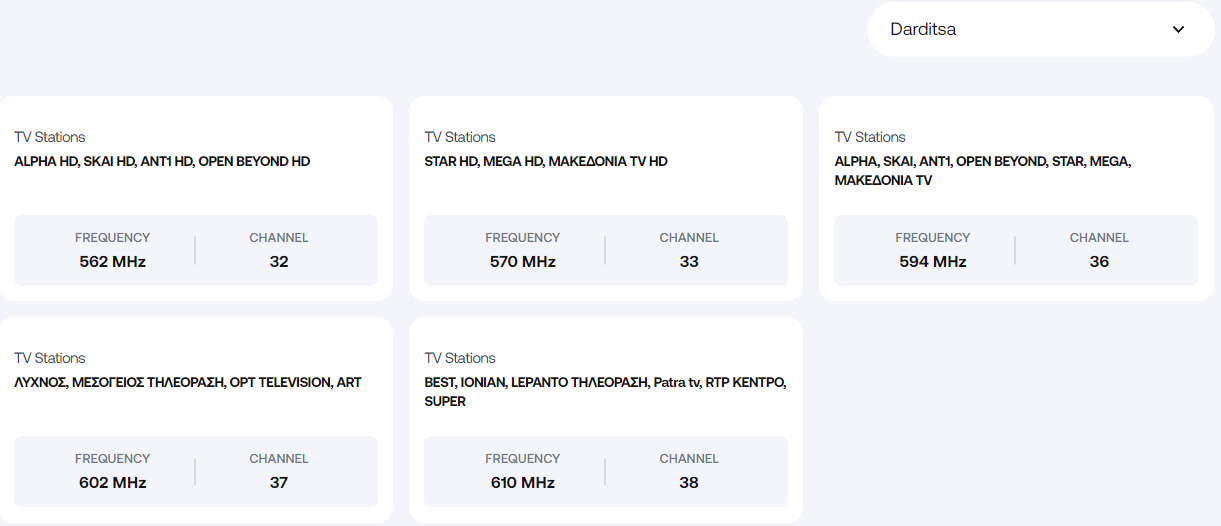 Darditsa
TV Stations
ALPHA HD, SKAI HD, ANT1 HD, OPEN BEYOND HD
FREQUENCY
562 MHz
CHANNEL
32
TV Stations
STAR HD, MEGA HD, ΜΑΚΕΔΟΝΙΑ TV HD
FREQUENCY
570 MHz
CHANNEL
33
TV Stations
ALPHA, SKAI, ANT1, OPEN BEYOND, STAR, MEGA,
ΜΑΚΕΔΟΝΙΑ TV
FREQUENCY
594 MHz
CHANNEL
36
TV Stations
ΛΥΧΝΟΣ, ΜΕΣΟΓΕΙΟΣ ΤΗΛΕΟΡΑΣΗ, ΟΡΤ TELEVISION, ART
FREQUENCY
602 MHz
CHANNEL
37
TV Stations
BEST, IONIAN, LEPANTO ΤΗΛΕΟΡΑΣΗ, Patra tv, RTP ΚΕΝΤΡΟ,
SUPER
FREQUENCY
610 MHz
CHANNEL
38